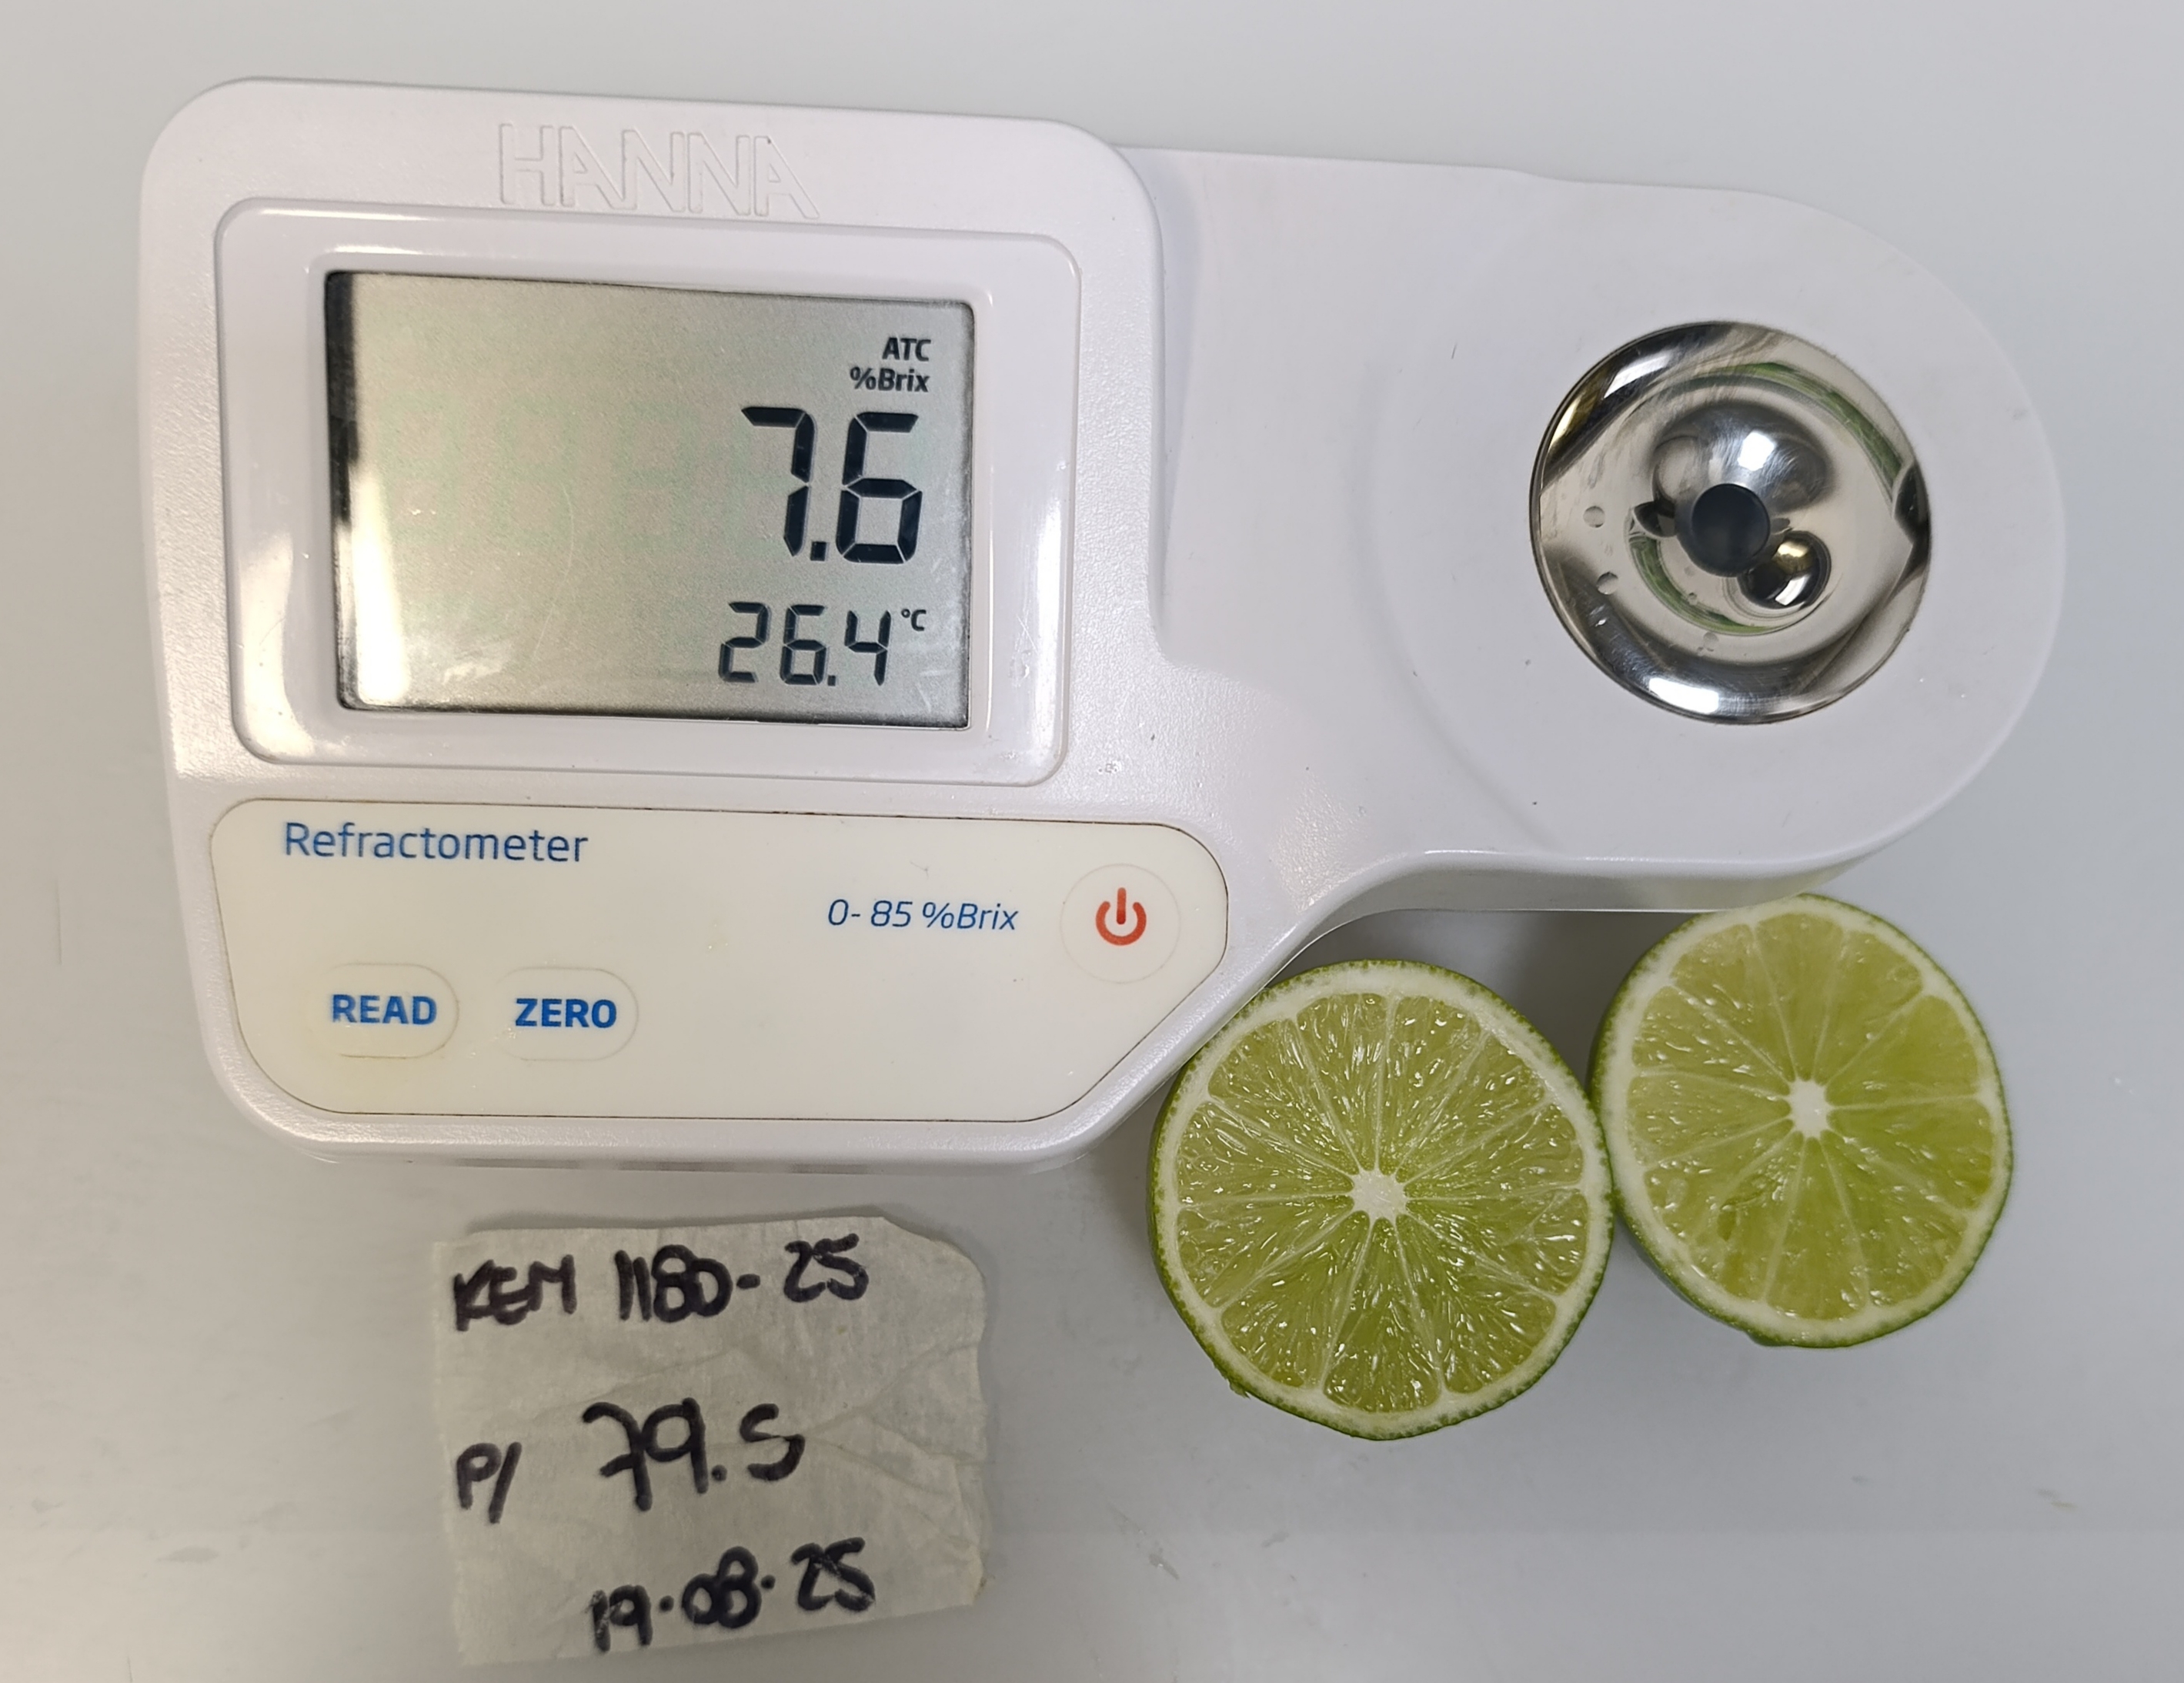 HANNA
ATC
%Brix
7.6
26.4 °C
Refractometer
0- 85 %Brix
READ ZERO
KEM 1180-25
P/ 79.5
19.08.25